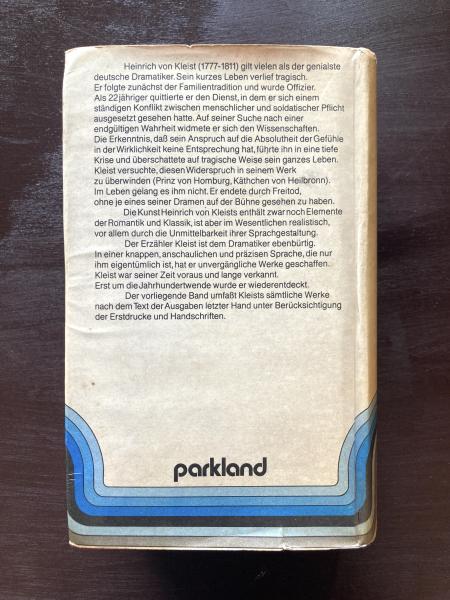 Heinrich von Kleist (1777-1811) gilt vielen als der genialste
deutsche Dramatiker. Sein kurzes Leben verlief tragisch.
Er folgte zunächst der Familientradition und wurde Offizier.
Als 22jähriger quittierte er den Dienst, in dem er sich einem
ständigen Konflikt zwischen menschlicher und soldatischer Pflicht
ausgesetzt gesehen hatte. Auf seiner Suche nach einer
endgültigen Wahrheit widmete er sich den Wissenschaften.
Die Erkenntnis, daß sein Anspruch auf die Absolutheit der Gefühle
in der Wirklichkeit keine Entsprechung hat, führte ihn in eine tiefe
Krise und überschattete auf tragische Weise sein ganzes Leben.
Kleist versuchte, diesen Widerspruch in seinem Werk
zu überwinden (Prinz von Homburg, Käthchen von Heilbronn).
Im Leben gelang es ihm nicht. Er endete durch Freitod,
ohne je eines seiner Dramen auf der Bühne gesehen zu haben.
Die Kunst Heinrich von Kleists enthält zwar noch Elemente
der Romantik und Klassik, ist aber im Wesentlichen realistisch,
vor allem durch die Unmittelbarkeit ihrer Sprachgestaltung.
Der Erzähler Kleist ist dem Dramatiker ebenbürtig.
In einer knappen, anschaulichen und präzisen Sprache, die nur
ihm eigentümlich ist, hat er unvergängliche Werke geschaffen.
Kleist war seiner Zeit voraus und lange verkannt.
Erst um die Jahrhundertwende wurde er wiederentdeckt.
Der vorliegende Band umfaßt Kleists sämtliche Werke
nach dem Text der Ausgaben letzter Hand unter Berücksichtigung
der Erstdrucke und Handschriften.
parkland